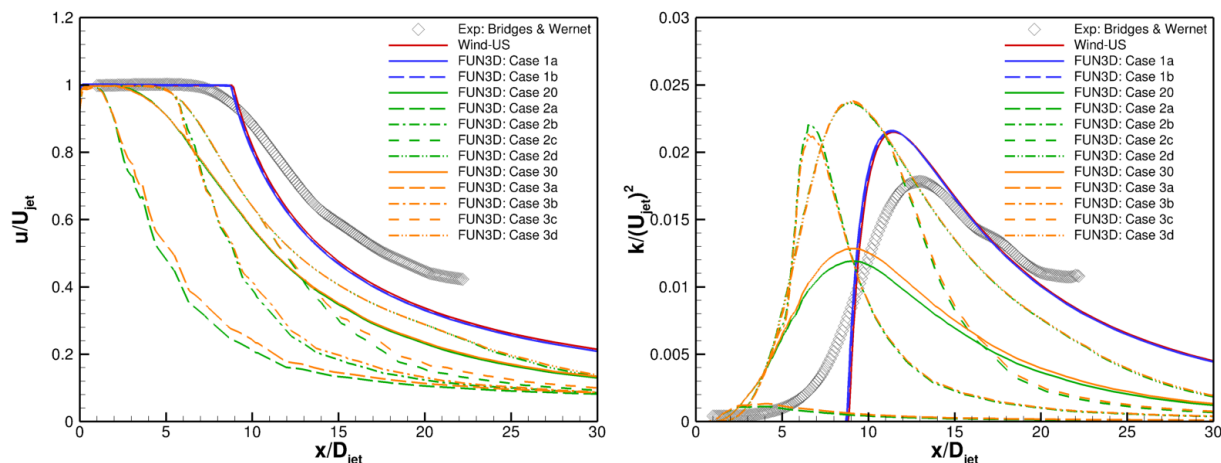 1.2
1
0.8
0.6
0.4
0.2
0
u/U_jet
0 5 10 15 20 25 30
x/D_jet
Exp: Bridges & Wernet
Wind-US
FUN3D: Case 1a
FUN3D: Case 1b
FUN3D: Case 20
FUN3D: Case 2a
FUN3D: Case 2b
FUN3D: Case 2c
FUN3D: Case 2d
FUN3D: Case 30
FUN3D: Case 3a
FUN3D: Case 3b
FUN3D: Case 3c
FUN3D: Case 3d
0.03
0.025
0.02
0.015
0.01
0.005
0
k/(U_jet)²
0 5 10 15 20 25 30
x/D_jet
Exp: Bridges & Wernet
Wind-US
FUN3D: Case 1a
FUN3D: Case 1b
FUN3D: Case 20
FUN3D: Case 2a
FUN3D: Case 2b
FUN3D: Case 2c
FUN3D: Case 2d
FUN3D: Case 30
FUN3D: Case 3a
FUN3D: Case 3b
FUN3D: Case 3c
FUN3D: Case 3d